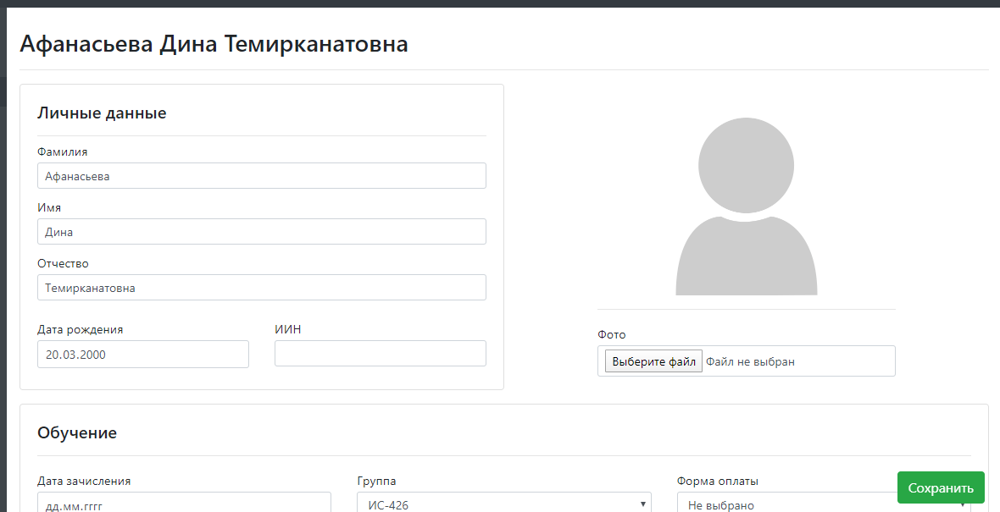 Афанасьева Дина Темирканатовна
Личные данные
Фамилия
Афанасьева
Имя
Дина
Отчество
Темирканатовна
Дата рождения ИИН
20.03.2000
Фото
Выберите файл Файл не выбран
Обучение
Дата зачисления Группа Форма оплаты
дд.мм.гггг ИС-426 Не выбрано
Сохранить